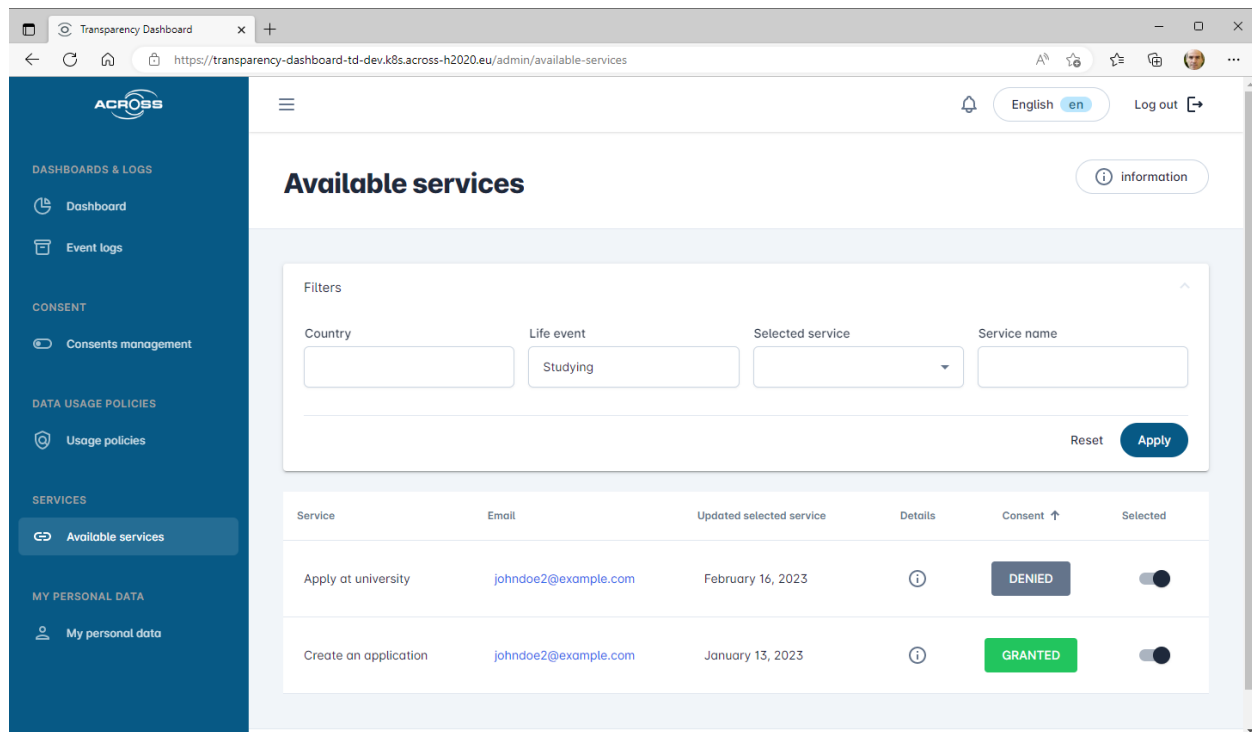 Transparency Dashboard
https://transparency-dashboard-td-dev.k8s.across-h2020.eu/admin/available-services
ACROSS
English en
Log out
DASHBOARDS & LOGS
Dashboard
Event logs
CONSENT
Consents management
DATA USAGE POLICIES
Usage policies
SERVICES
Available services
MY PERSONAL DATA
My personal data
Available services
information
Filters
Country Life event Selected service Service name
Studying
Reset Apply
Service Email Updated selected service Details Consent Selected
Apply at university johndoe2@example.com February 16, 2023 DENIED
Create an application johndoe2@example.com January 13, 2023 GRANTED